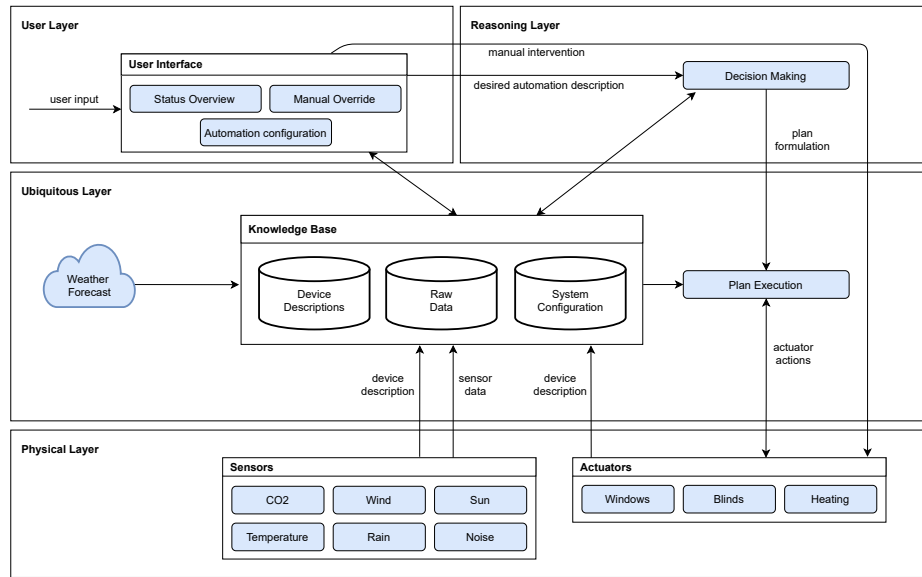 User Layer
Reasoning Layer
manual intervention
User Interface
Status Overview
Manual Override
Automation configuration
user input
desired automation description
Decision Making
plan
formulation
Ubiquitous Layer
Knowledge Base
Weather
Forecast
Device
Descriptions
Raw
Data
System
Configuration
Plan Execution
device
description
sensor
data
device
description
actuator
actions
Physical Layer
Sensors
CO2
Wind
Sun
Temperature
Rain
Noise
Actuators
Windows
Blinds
Heating